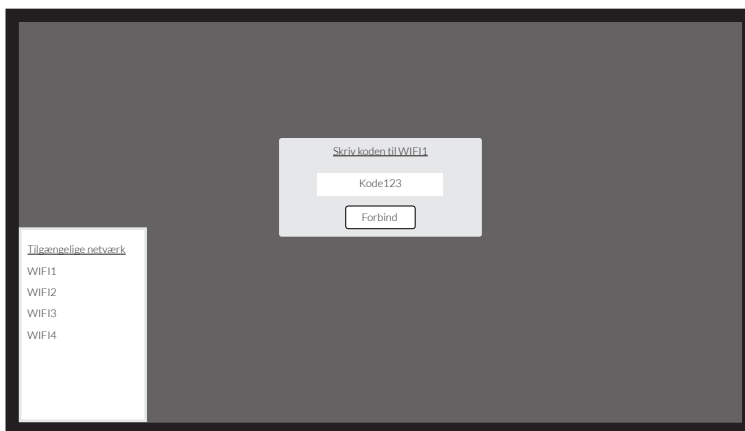 Skriv koden til WIFI1
Kode123
Forbind
Tilgængelige netværk
WIFI1
WIFI2
WIFI3
WIFI4